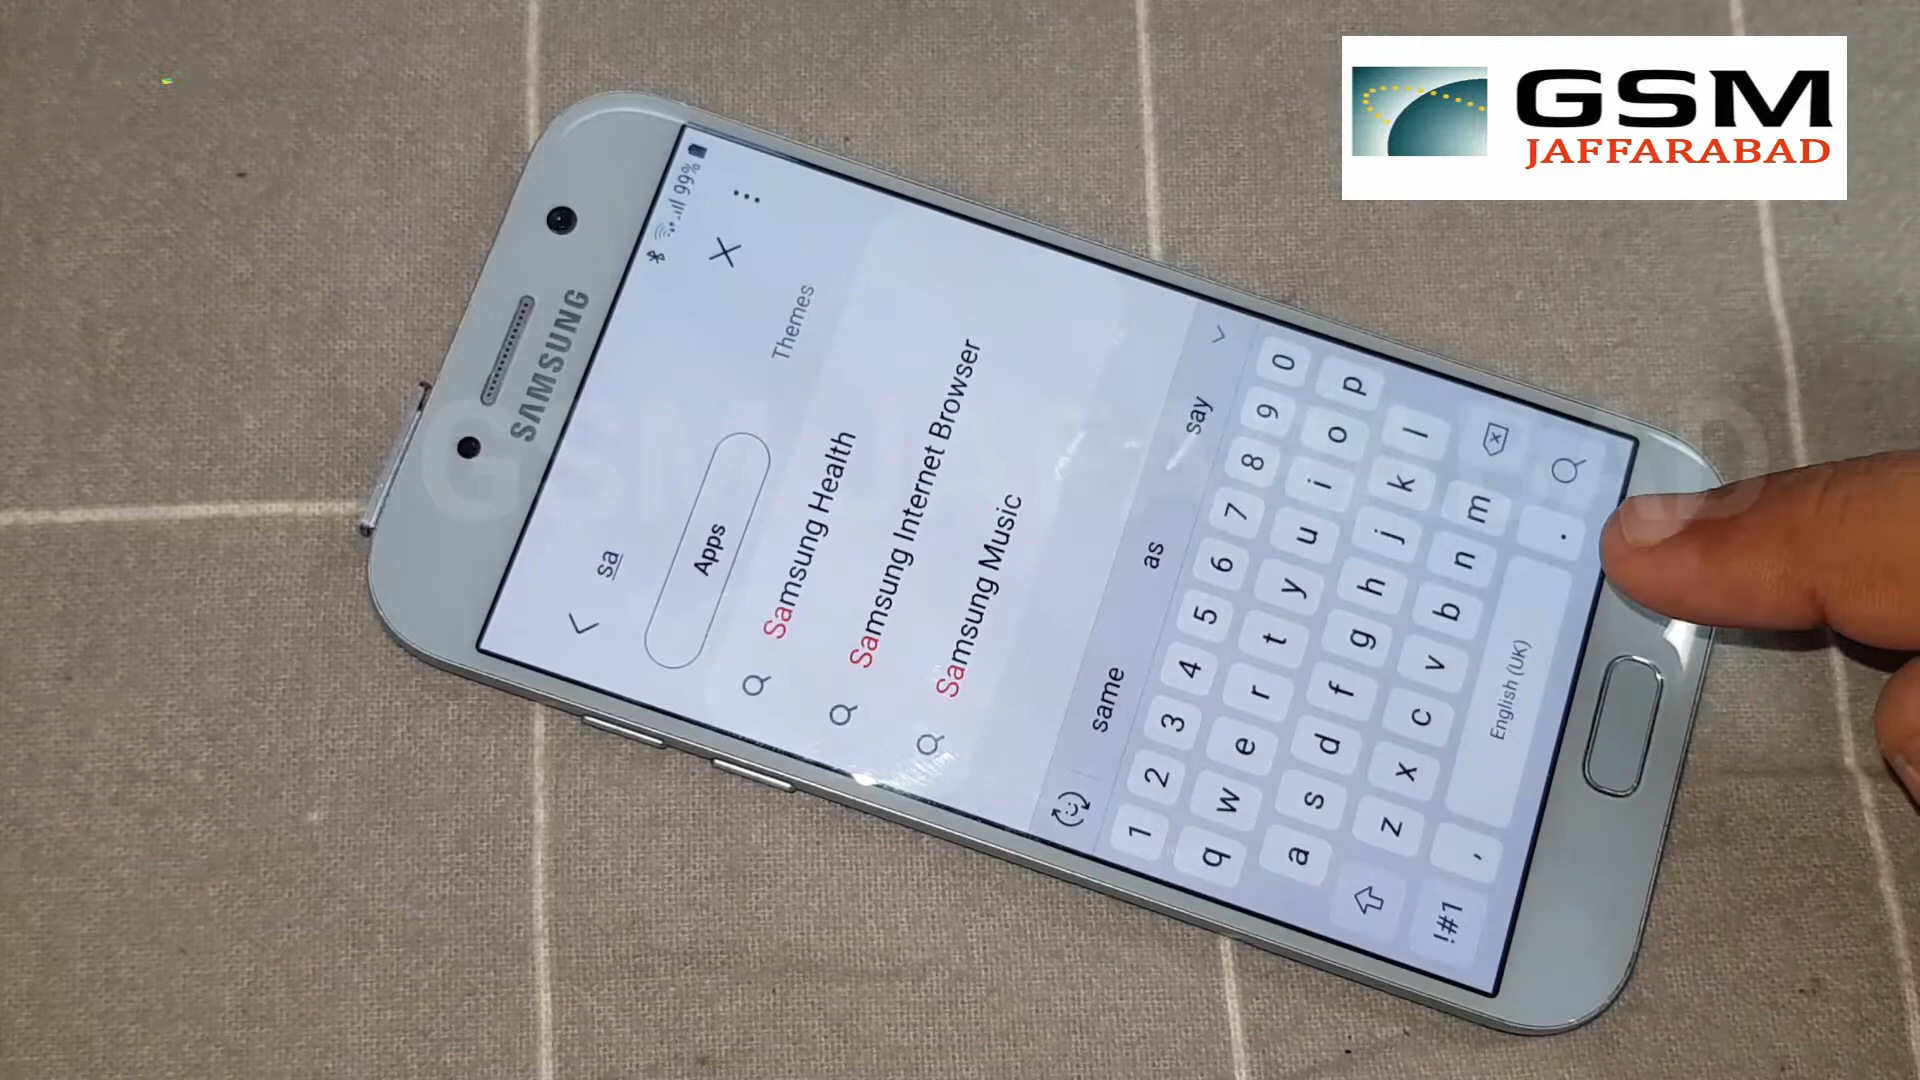 GSM
JAFFARABAD
SAMSUNG
99%
sa
Apps
Themes
Samsung Health
Samsung Internet Browser
Samsung Music
same
as
say
1 2 3 4 5 6 7 8 9 0
q w e r t y u i o p
a s d f g h j k l
z x c v b n m
!#1 , English (UK) .